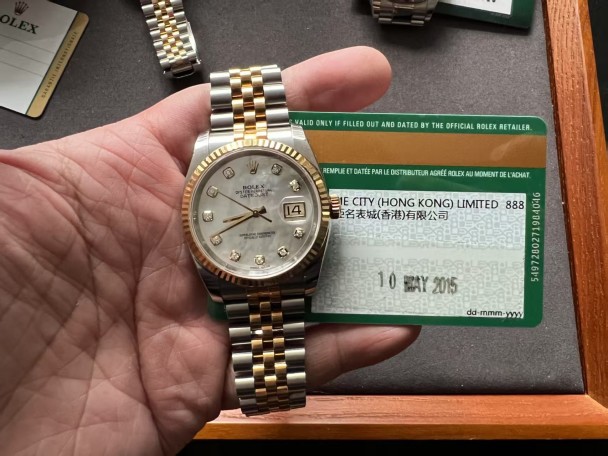 ROLEX
VALID ONLY IF FILLED OUT AND DATED BY THE OFFICIAL ROLEX RETAILER.
REMPLIE ET DATÉE PAR LE DISTRIBUTEUR AGRÉÉ ROLEX AU MOMENT DE L'ACHAT
ME CITY (HONG KONG) LIMITED 888
名表城(香港)有限公司
10 MAY 2015
dd-mmm-yyyy
ROLEX
OYSTER PERPETUAL
DATEJUST
14